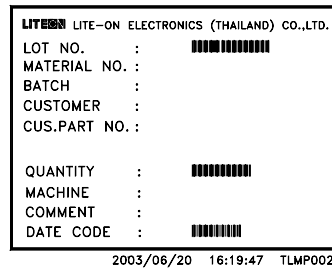 LITEON LITE-ON ELECTRONICS (THAILAND) CO.,LTD.
LOT NO. :
MATERIAL NO. :
BATCH :
CUSTOMER :
CUS.PART NO. :
QUANTITY :
MACHINE :
COMMENT :
DATE CODE :
2003/06/20 16:19:47 TLMP002